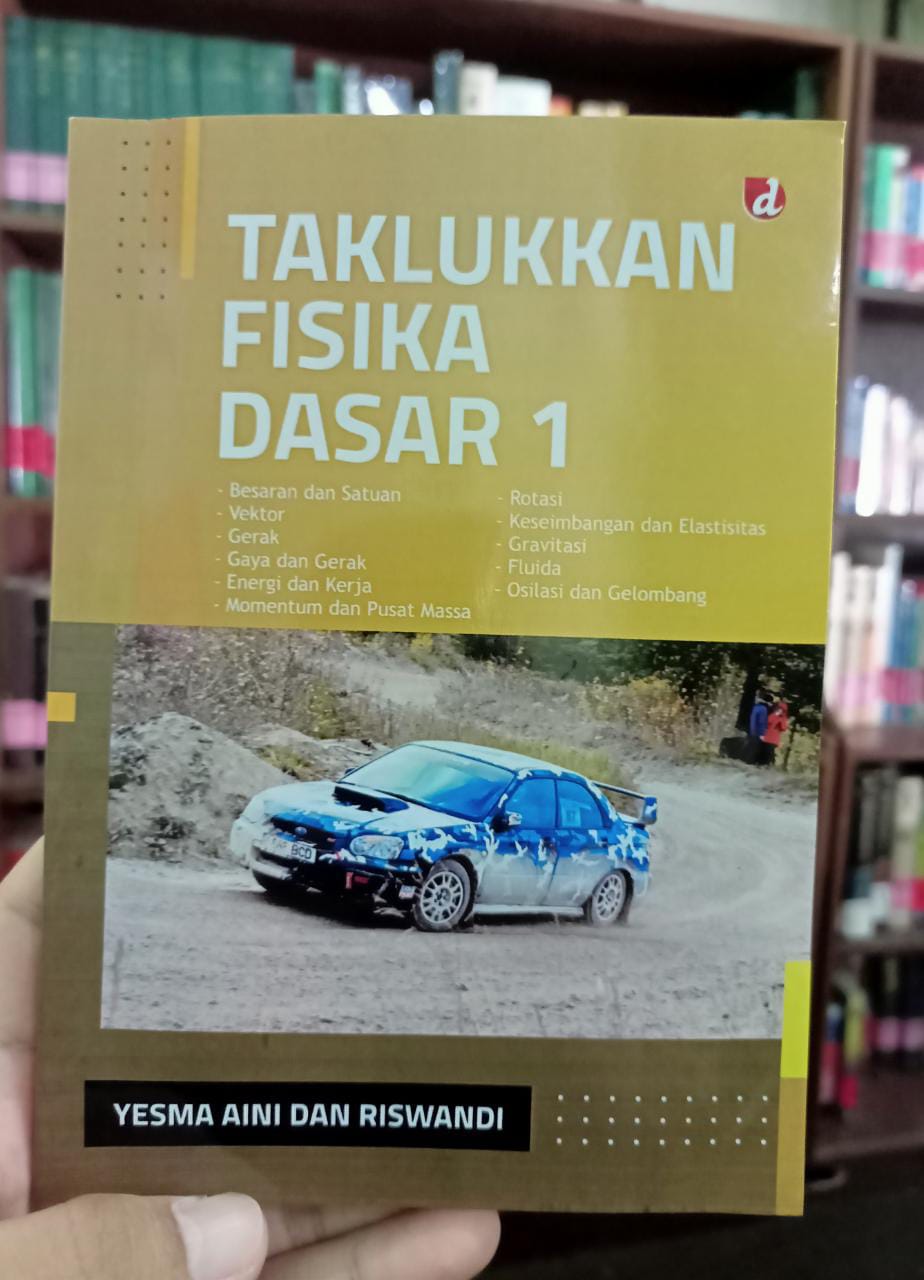 d
TAKLUKKAN
FISIKA
DASAR 1
- Besaran dan Satuan
- Vektor
- Gerak
- Gaya dan Gerak
- Energi dan Kerja
- Momentum dan Pusat Massa
- Rotasi
- Keseimbangan dan Elastisitas
- Gravitasi
- Fluida
- Osilasi dan Gelombang
BCD
YESMA AINI DAN RISWANDI